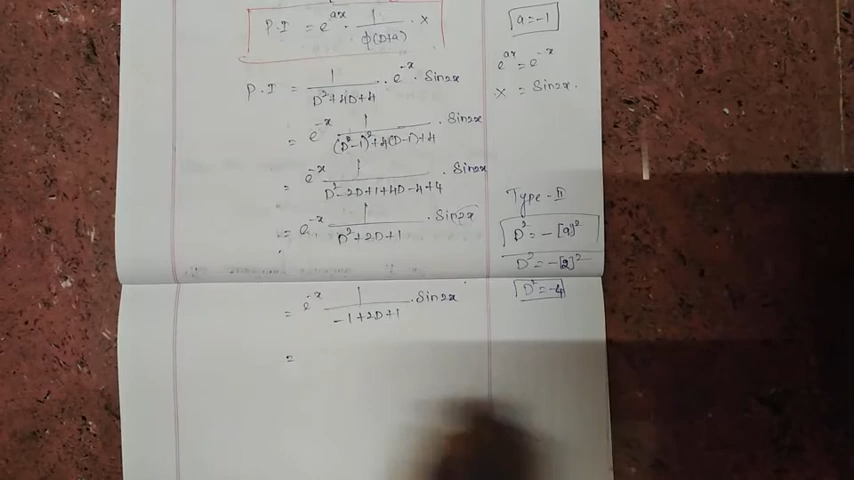 P.I = e^ax · 1/ϕ(D+a) · X
a = -1
e^ax = e^-x
X = Sin2x.
P.I = 1/D²+4D+4 · e^-x · Sin2x
= e^-x 1/(D-1)²+4(D-1)+4 · Sin2x
= e^-x 1/D²-2D+1+4D-4+4 · Sin2x
= e^-x 1/D²+2D+1 · Sin2x
Type-II
D² = -[a]²
D² = -[2]²
D² = -4
= e^-x 1/-1+2D+1 · Sin2x
=